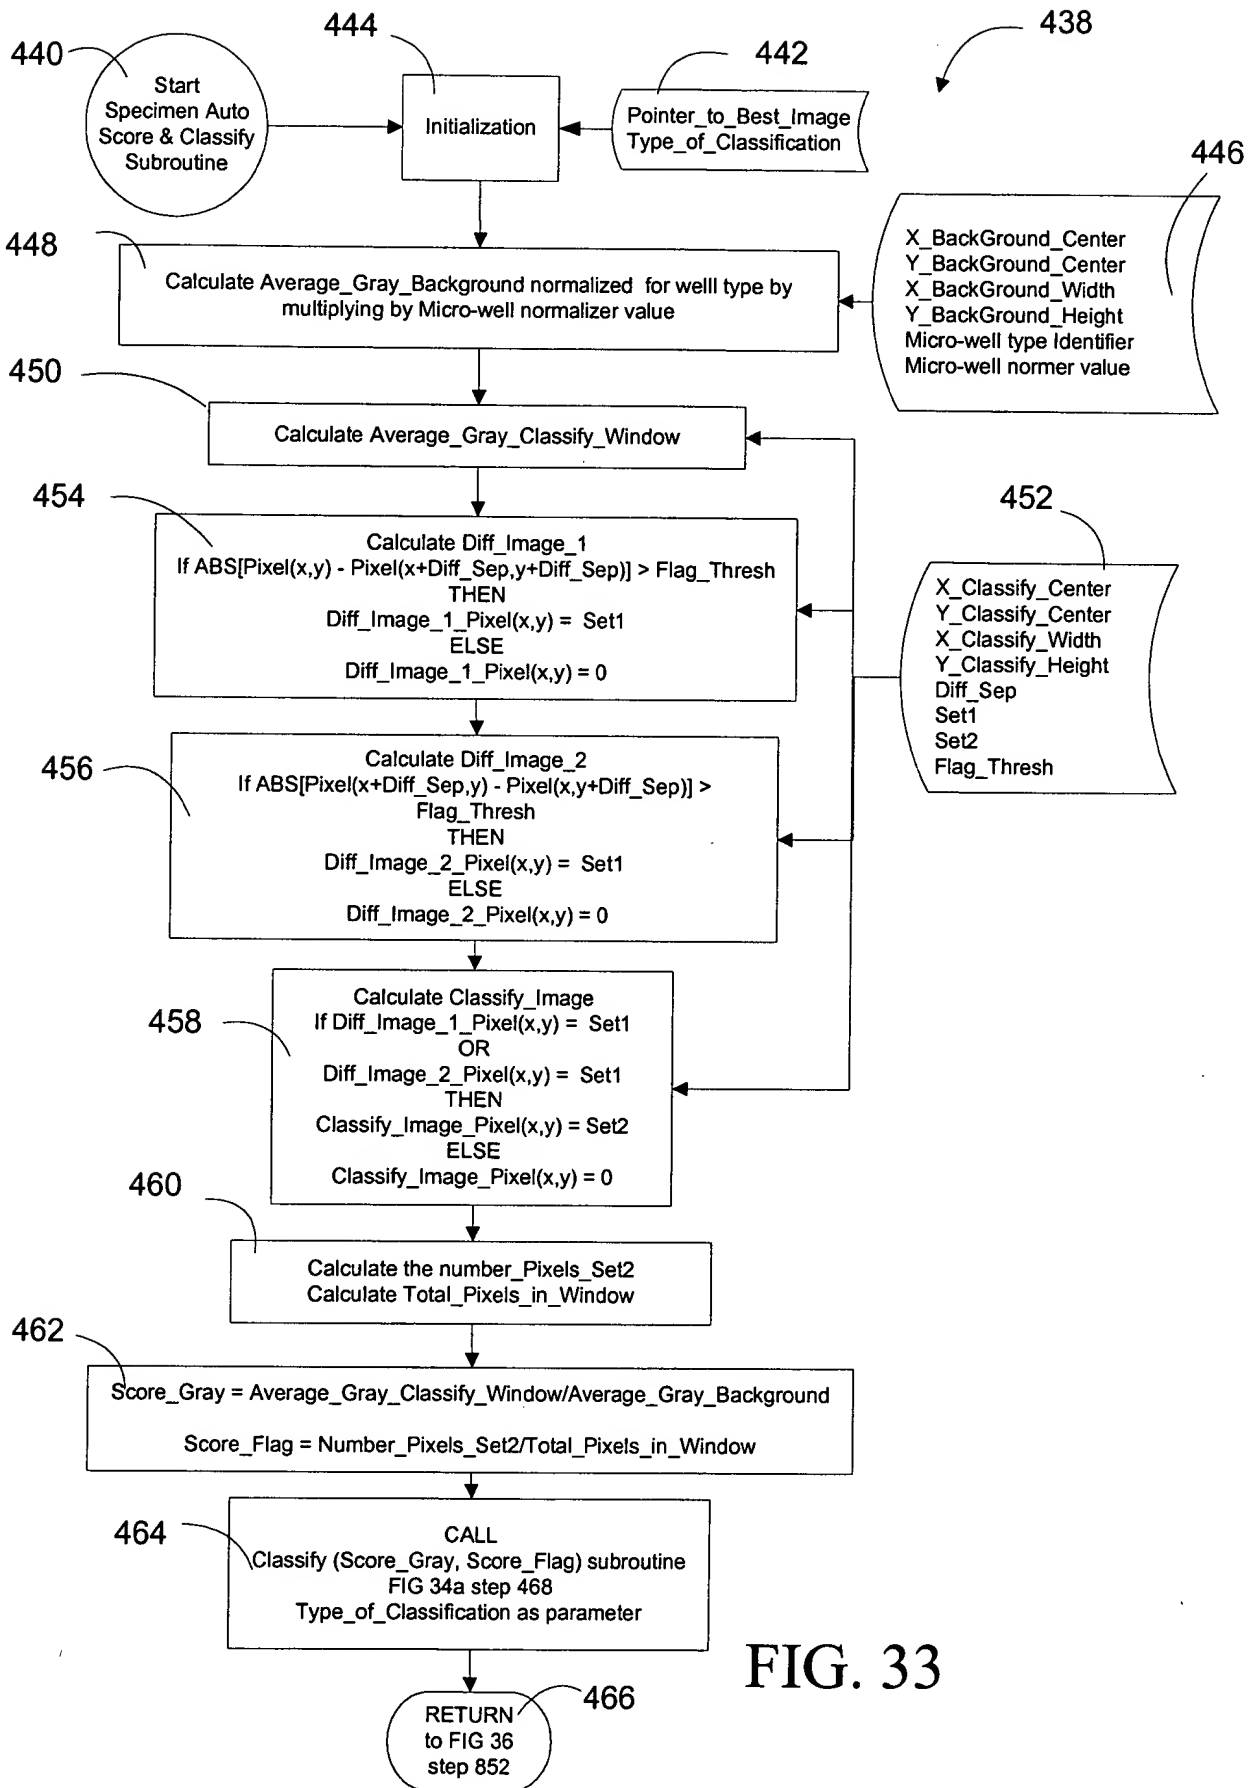 438
440
444
442
Start
Specimen Auto
Score & Classify
Subroutine
Initialization
Pointer_to_Best_Image
Type_of_Classification
446
X_BackGround_Center
Y_BackGround_Center
X_BackGround_Width
Y_BackGround_Height
Micro-well type Identifier
Micro-well normer value
448
Calculate Average_Gray_Background normalized for welll type by
multiplying by Micro-well normalizer value
450
Calculate Average_Gray_Classify_Window
452
X_Classify_Center
Y_Classify_Center
X_Classify_Width
Y_Classify_Height
Diff_Sep
Set1
Set2
Flag_Thresh
454
Calculate Diff_Image_1
If ABS[Pixel(x,y) - Pixel(x+Diff_Sep,y+Diff_Sep)] > Flag_Thresh
THEN
Diff_Image_1_Pixel(x,y) = Set1
ELSE
Diff_Image_1_Pixel(x,y) = 0
456
Calculate Diff_Image_2
If ABS[Pixel(x+Diff_Sep,y) - Pixel(x,y+Diff_Sep)] >
Flag_Thresh
THEN
Diff_Image_2_Pixel(x,y) = Set1
ELSE
Diff_Image_2_Pixel(x,y) = 0
458
Calculate Classify_Image
If Diff_Image_1_Pixel(x,y) = Set1
OR
Diff_Image_2_Pixel(x,y) = Set1
THEN
Classify_Image_Pixel(x,y) = Set2
ELSE
Classify_Image_Pixel(x,y) = 0
460
Calculate the number_Pixels_Set2
Calculate Total_Pixels_in_Window
462
Score_Gray = Average_Gray_Classify_Window/Average_Gray_Background
Score_Flag = Number_Pixels_Set2/Total_Pixels_in_Window
464
CALL
Classify (Score_Gray, Score_Flag) subroutine
FIG 34a step 468
Type_of_Classification as parameter
466
RETURN
to FIG 36
step 852
FIG. 33